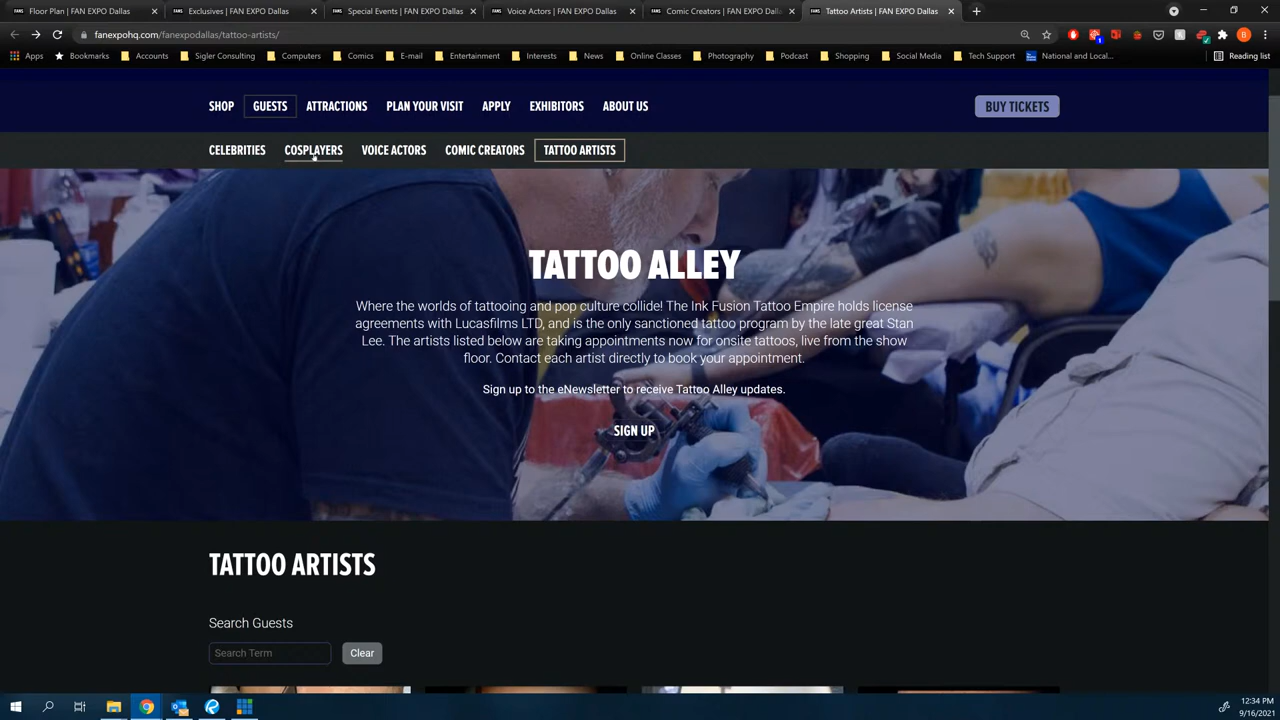 Floor Plan | FAN EXPO Dallas
Exclusives | FAN EXPO Dallas
Special Events | FAN EXPO Dallas
Voice Actors | FAN EXPO Dallas
Comic Creators | FAN EXPO Dalla
Tattoo Artists | FAN EXPO Dallas
fanexpohq.com/fanexpodallas/tattoo-artists/
Apps
Bookmarks
Accounts
Sigler Consulting
Computers
Comics
E-mail
Entertainment
Interests
News
Online Classes
Photography
Podcast
Shopping
Social Media
Tech Support
National and Local...
Reading list
SHOP
GUESTS
ATTRACTIONS
PLAN YOUR VISIT
APPLY
EXHIBITORS
ABOUT US
BUY TICKETS
CELEBRITIES
COSPLAYERS
VOICE ACTORS
COMIC CREATORS
TATTOO ARTISTS
TATTOO ALLEY
Where the worlds of tattooing and pop culture collide! The Ink Fusion Tattoo Empire holds license
agreements with Lucasfilms LTD, and is the only sanctioned tattoo program by the late great Stan
Lee. The artists listed below are taking appointments now for onsite tattoos, live from the show
floor. Contact each artist directly to book your appointment.
Sign up to the eNewsletter to receive Tattoo Alley updates.
SIGN UP
TATTOO ARTISTS
Search Guests
Search Term
Clear
12:34 PM
9/16/2021